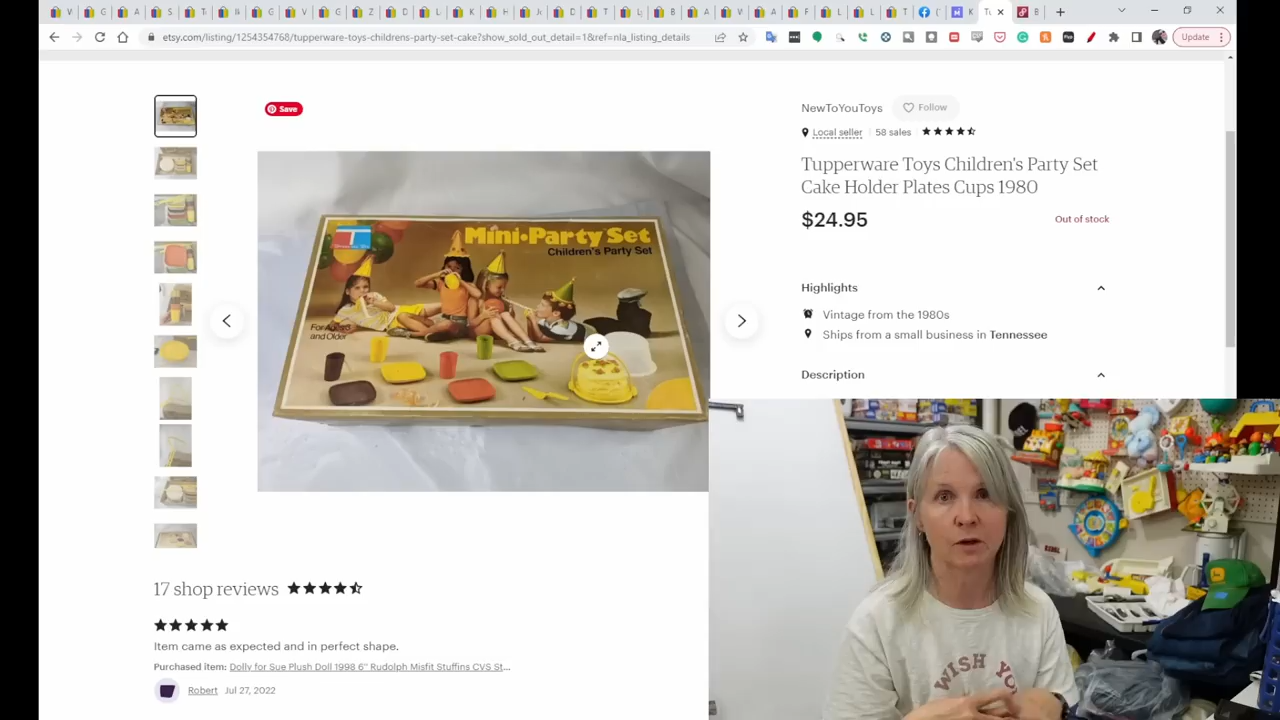 etsy.com/listing/1254354768/tupperware-toys-childrens-party-set-cake?show_sold_out_detail=1&ref=nla_listing_details
Update
Save
NewToYouToys
Follow
Local seller
58 sales
Tupperware Toys Children's Party Set
Cake Holder Plates Cups 1980
$24.95
Out of stock
Mini-Party Set
Children's Party Set
For Ages
and Older
Highlights
Vintage from the 1980s
Ships from a small business in Tennessee
Description
17 shop reviews
Item came as expected and in perfect shape.
Purchased item: Dolly for Sue Plush Doll 1998 6" Rudolph Misfit Stuffins CVS St...
Robert Jul 27, 2022
WISH YO